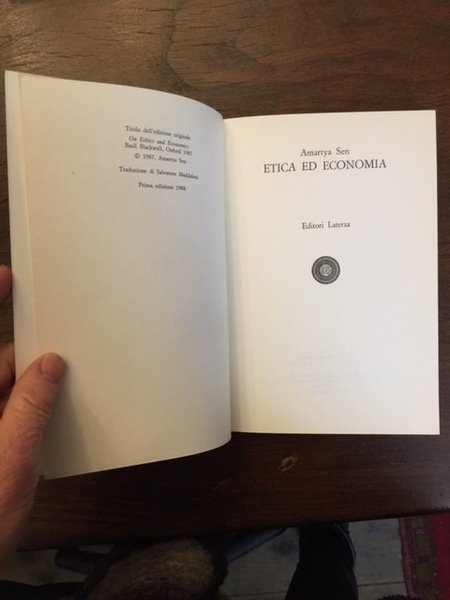 Titolo dell'edizione originale
On Ethics and Economics
Basil Blackwell, Oxford 1987
© 1987, Amartya Sen
Traduzione di Salvatore Maddaloni
Prima edizione 1988
Amartya Sen
ETICA ED ECONOMIA
Editori Laterza